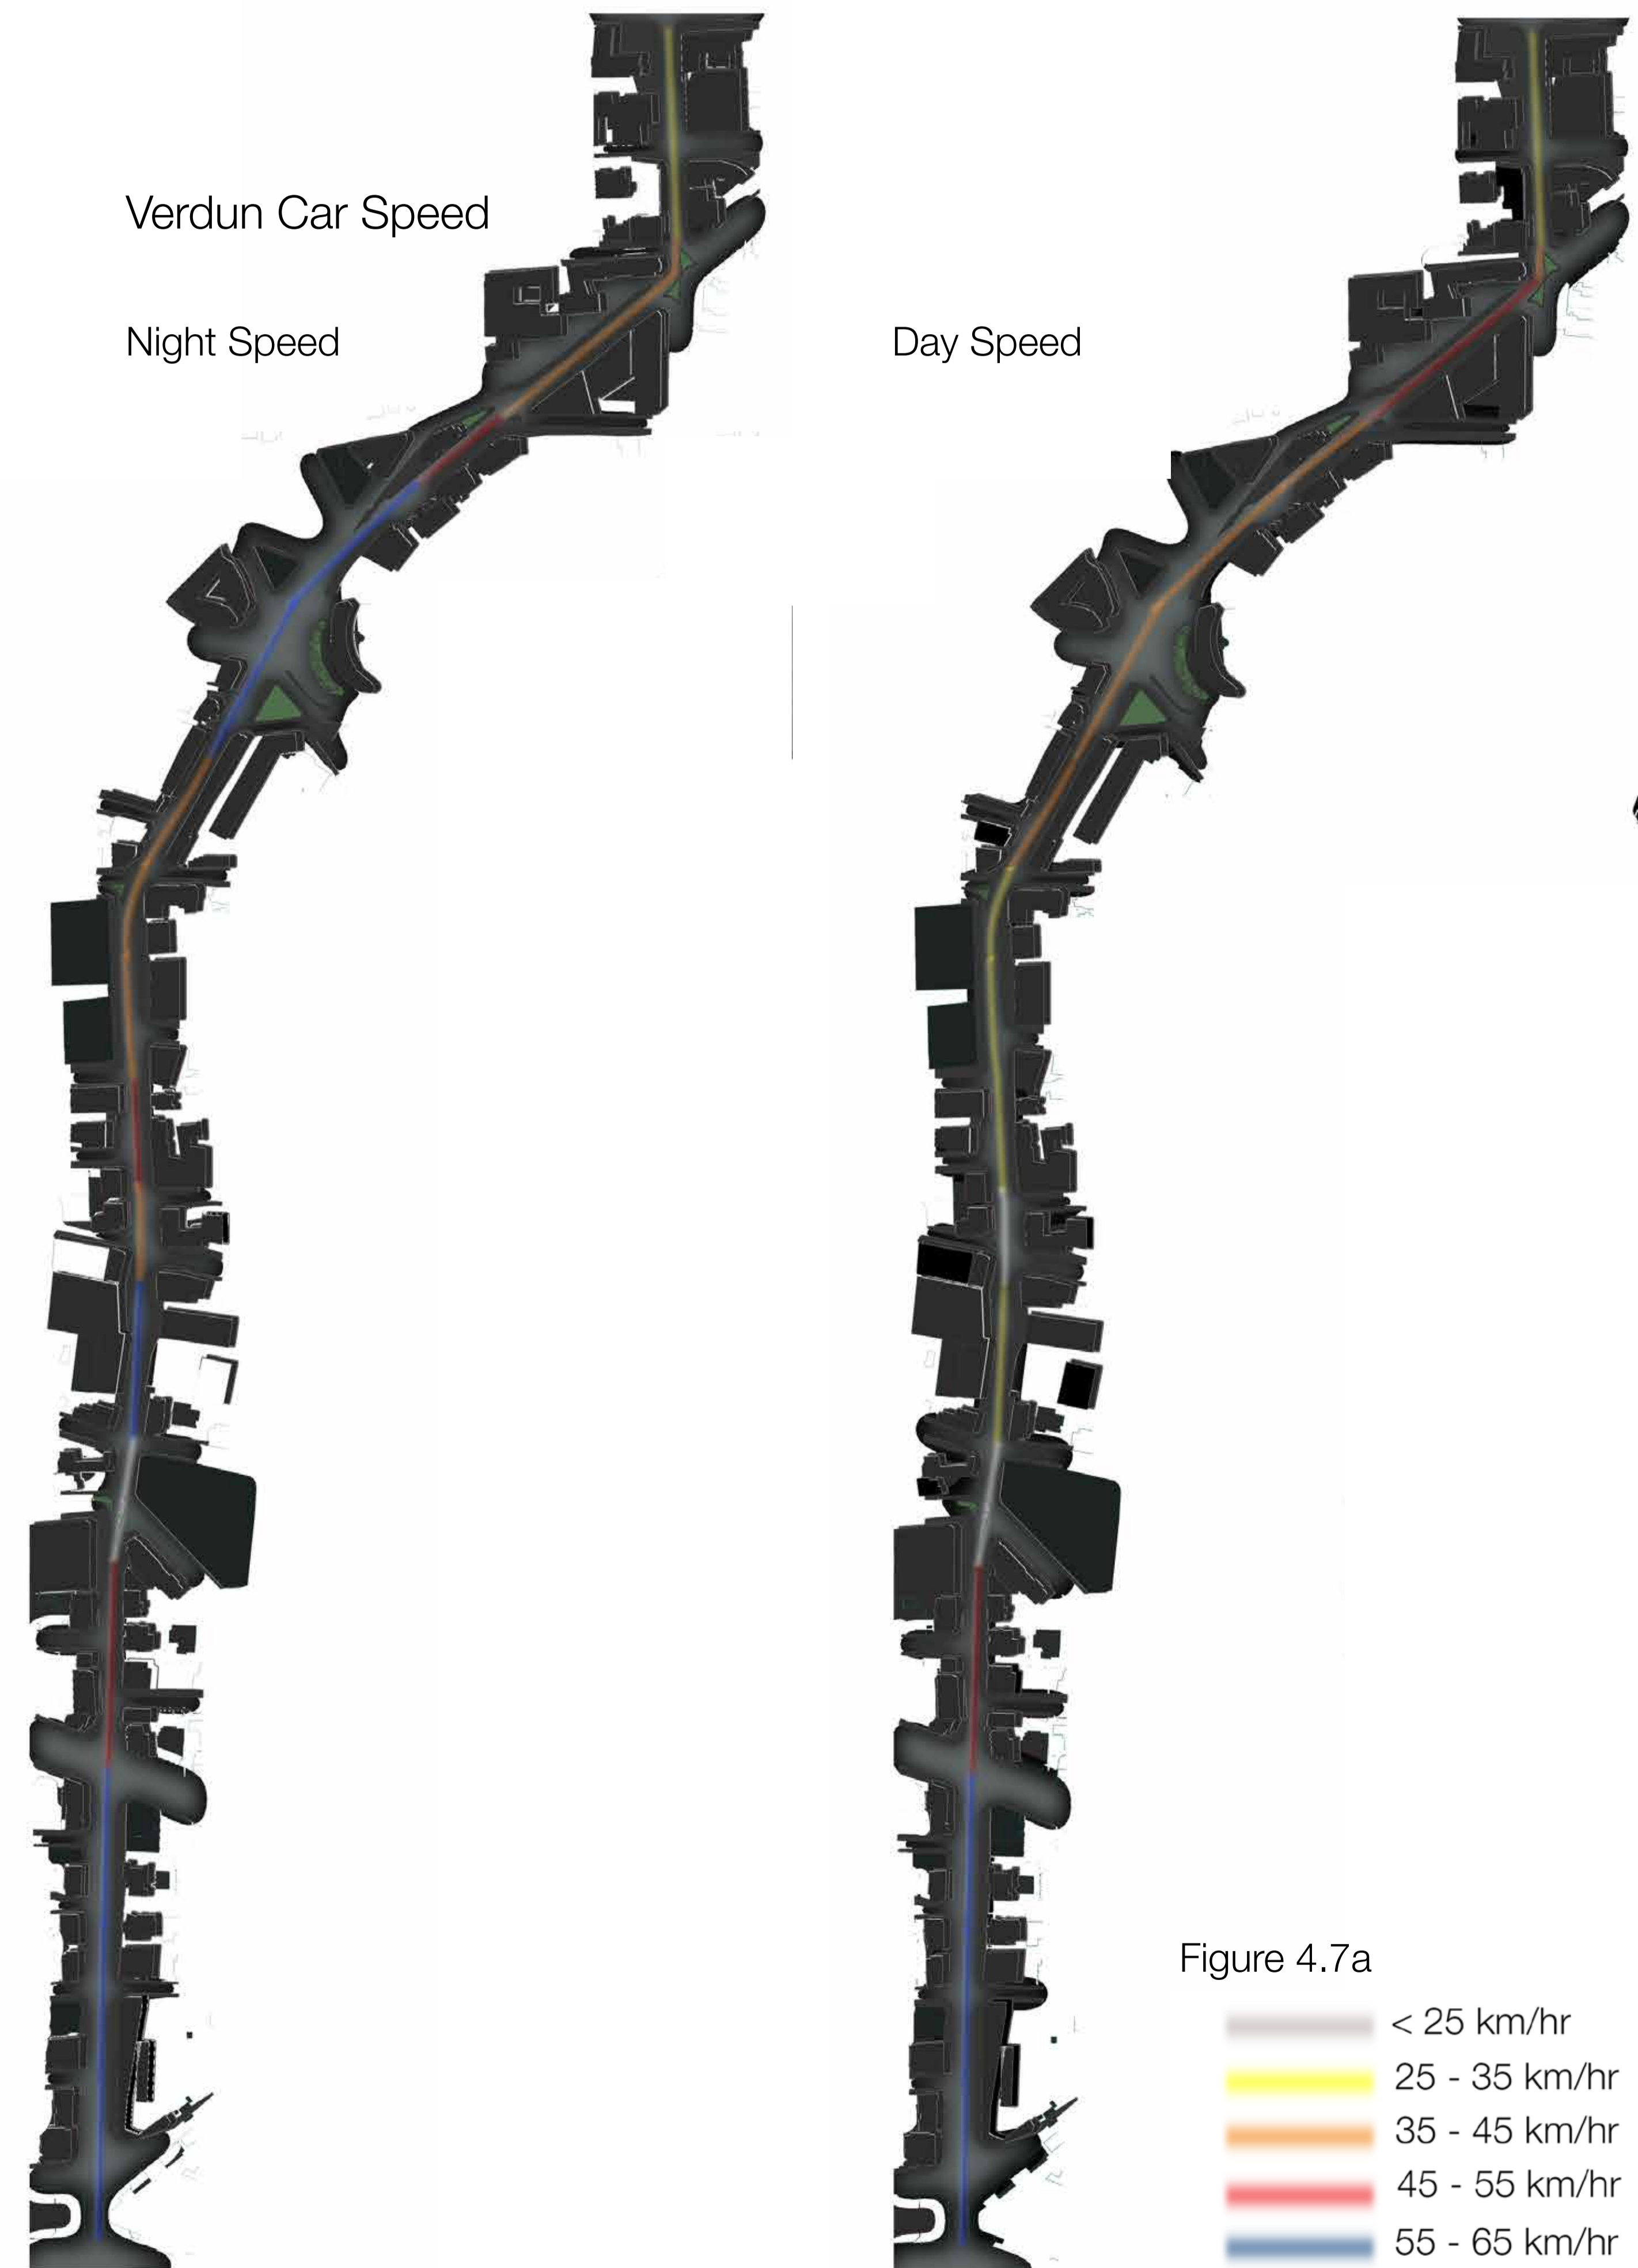 Verdun Car Speed
Night Speed
Day Speed
Figure 4.7a
< 25 km/hr
25 - 35 km/hr
35 - 45 km/hr
45 - 55 km/hr
55 - 65 km/hr